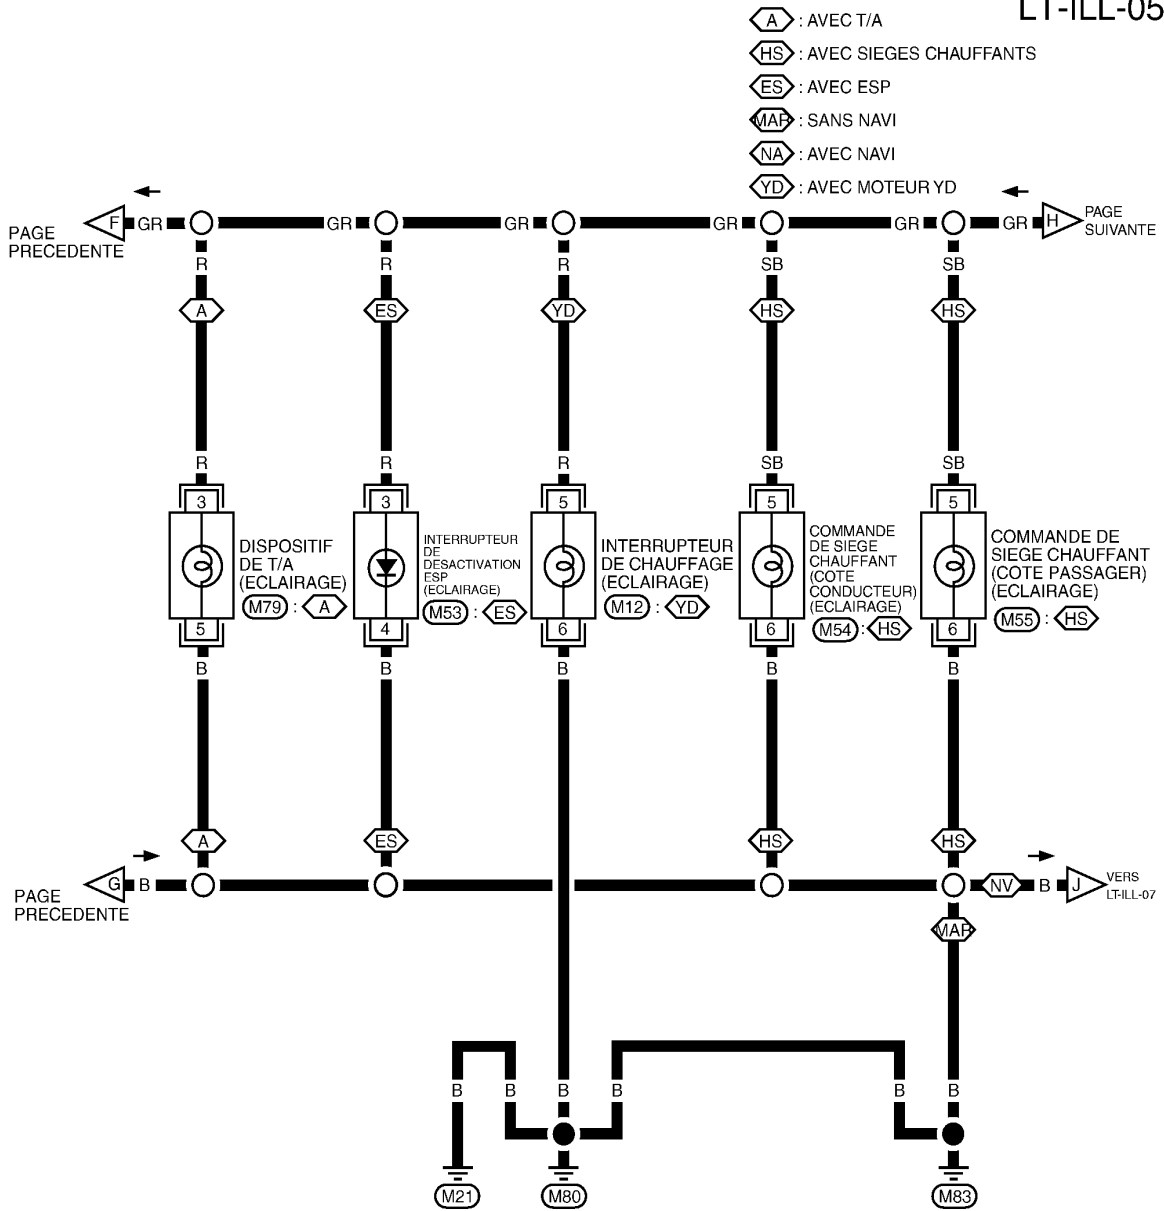 LT-ILL-05
A : AVEC T/A
HS : AVEC SIEGES CHAUFFANTS
ES : AVEC ESP
MAP : SANS NAVI
NA : AVEC NAVI
YD : AVEC MOTEUR YD
PAGE
PRECEDENTE
F GR GR GR GR GR GR H
PAGE
SUIVANTE
R R R SB SB
A ES YD HS HS
R R R SB SB
3 3 5 5 5
DISPOSITIF
DE T/A
(ECLAIRAGE)
M79 : A
INTERRUPTEUR
DE
DESACTIVATION
ESP
(ECLAIRAGE)
M53 : ES
INTERRUPTEUR
DE CHAUFFAGE
(ECLAIRAGE)
M12 : YD
COMMANDE
DE SIEGE
CHAUFFANT
(COTE
CONDUCTEUR)
(ECLAIRAGE)
M54 : HS
COMMANDE DE
SIEGE CHAUFFANT
(COTE PASSAGER)
(ECLAIRAGE)
M55 : HS
5 4 6 6 6
B B B B B
A ES HS HS
PAGE
PRECEDENTE
G B NV B J
VERS
LT-ILL-07
MAP
B B B B B B
M21 M80 M83